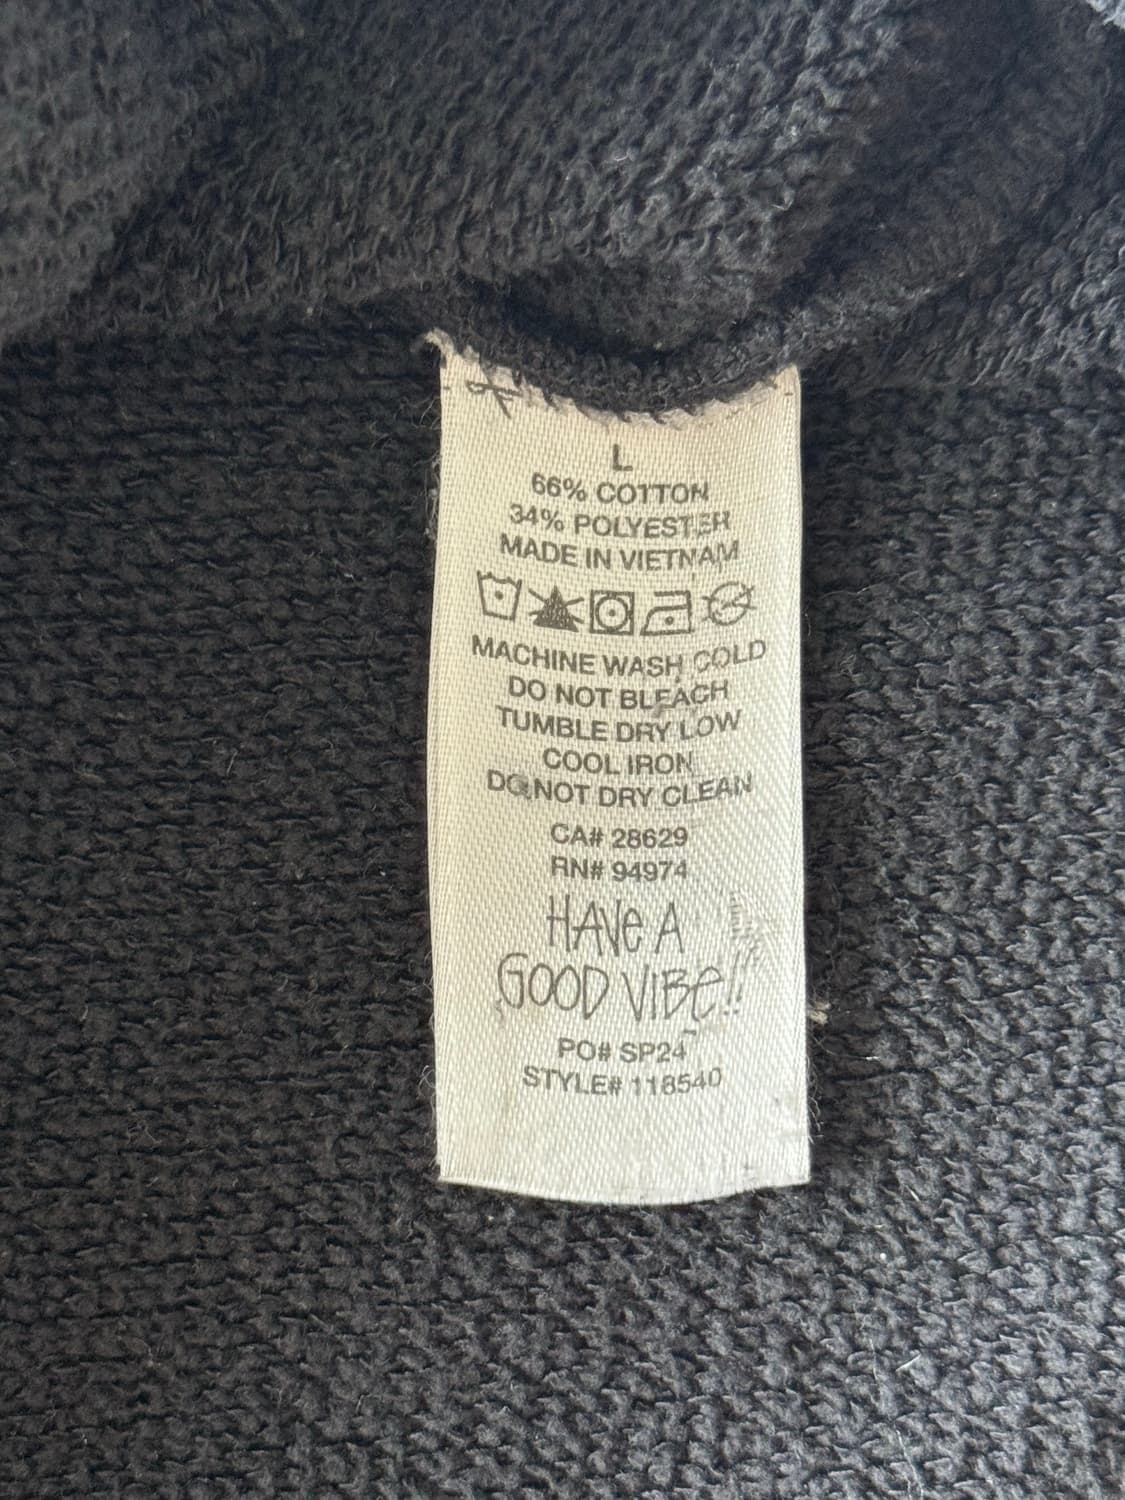 L
66% COTTON
34% POLYESTER
MADE IN VIETNAM
MACHINE WASH COLD
DO NOT BLEACH
TUMBLE DRY LOW
COOL IRON
DO NOT DRY CLEAN
CA# 28629
RN# 94974
HAVe A
GOOD VIBe!!
PO# SP24
STYLE# 118540